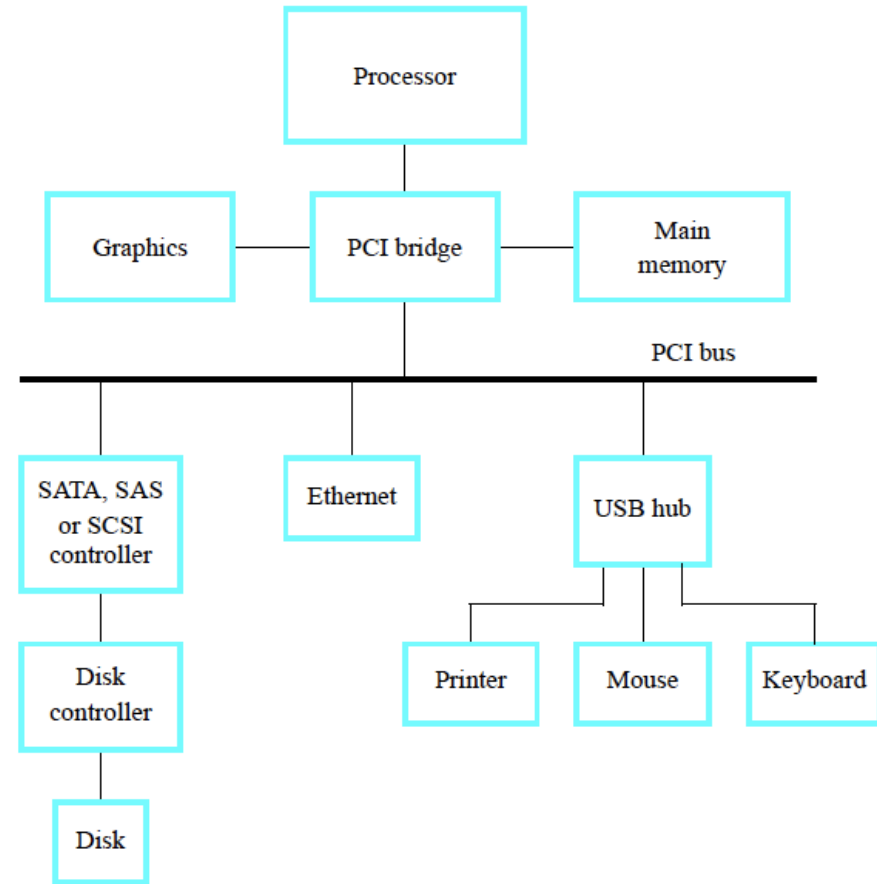 Processor
Graphics
PCI bridge
Main
memory
PCI bus
SATA, SAS
or SCSI
controller
Ethernet
USB hub
Disk
controller
Printer
Mouse
Keyboard
Disk